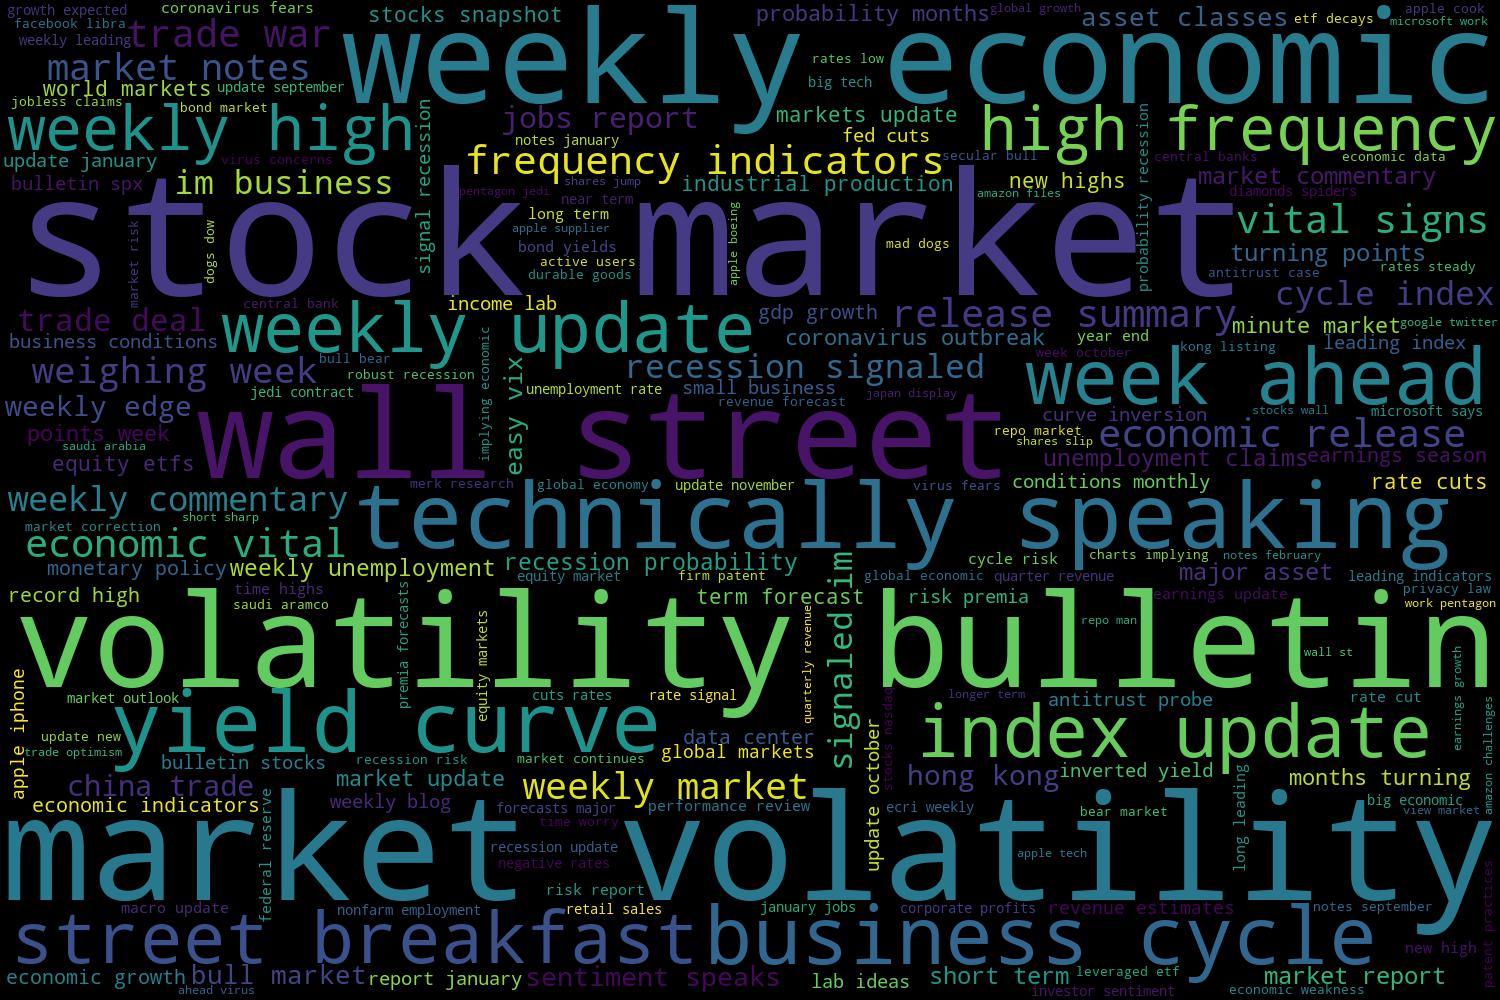 growth expected
coronavirus fears
stocks snapshot
weekly economic
probability months
global growth
asset classes
etf decays
apple cook
microsoft work
facebook libra
weekly leading
trade war
market notes
rates low
big tech
world markets
update september
jobless claims
bond market
weekly high
signal recession
jobs report
markets update
fed cuts
high frequency
notes january
frequency indicators
secular bull
probability recession
central banks
economic data
update january
virus concerns
bulletin spx
im business
pentagon jedi
shares jump
near term
industrial production
new highs
amazon files
market commentary
diamonds spiders
stock market
market risk
dogs dow
long term
apple supplier
bond yields
active users
durable goods
apple boeing
mad dogs
vital signs
turning points
antitrust case
rates steady
central bank
income lab
cycle index
trade deal
weekly update
gdp growth
release summary
minute market
google twitter
business conditions
bull bear
implying economic
coronavirus outbreak
year end
kong listing
leading index
weighing week
robust recession
easy vix
recession signaled
week october
week ahead
jedi contract
unemployment rate
small business
revenue forecast
japan display
weekly edge
wall street
curve inversion
stocks wall
microsoft says
points week
saudi arabia
repo market
shares slip
economic release
equity etfs
unemployment claims
earnings season
merk research
global economy
update november
virus fears
conditions monthly
rate cuts
weekly commentary
short sharp
market correction
technically speaking
economic vital
monetary policy
weekly unemployment
recession probability
signaled im
cycle risk
charts implying
notes february
equity market
firm patent
global economic
quarter revenue
major asset
leading indicators
privacy law
record high
time highs
saudi aramco
premia forecasts
term forecast
risk premia
earnings update
work pentagon
volatility bulletin
equity markets
quarterly revenue
repo man
wall st
apple iphone
market outlook
cuts rates
rate signal
stocks nasdaq
longer term
antitrust probe
rate cut
earnings growth
amazon challenges
yield curve
update new
trade optimism
data center
index update
bulletin stocks
recession risk
market continues
global markets
update october
china trade
market update
weekly market
hong kong
inverted yield
months turning
economic indicators
federal reserve
weekly blog
forecasts major
performance review
ecri weekly
bear market
long leading
big economic
view market
market volatility
time worry
recession update
negative rates
apple tech
risk report
patent practices
macro update
nonfarm employment
retail sales
january jobs
corporate profits
revenue estimates
notes september
street breakfast
business cycle
new high
economic growth
bull market
report january
sentiment speaks
lab ideas
short term
leveraged etf
market report
ahead virus
investor sentiment
economic weakness